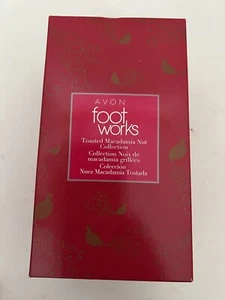 AVON
foot
works
Toasted Macadamia Nut
Collection
Collection Noix de
macadamia grillées
Colección
Nuez Macadamia Tostada